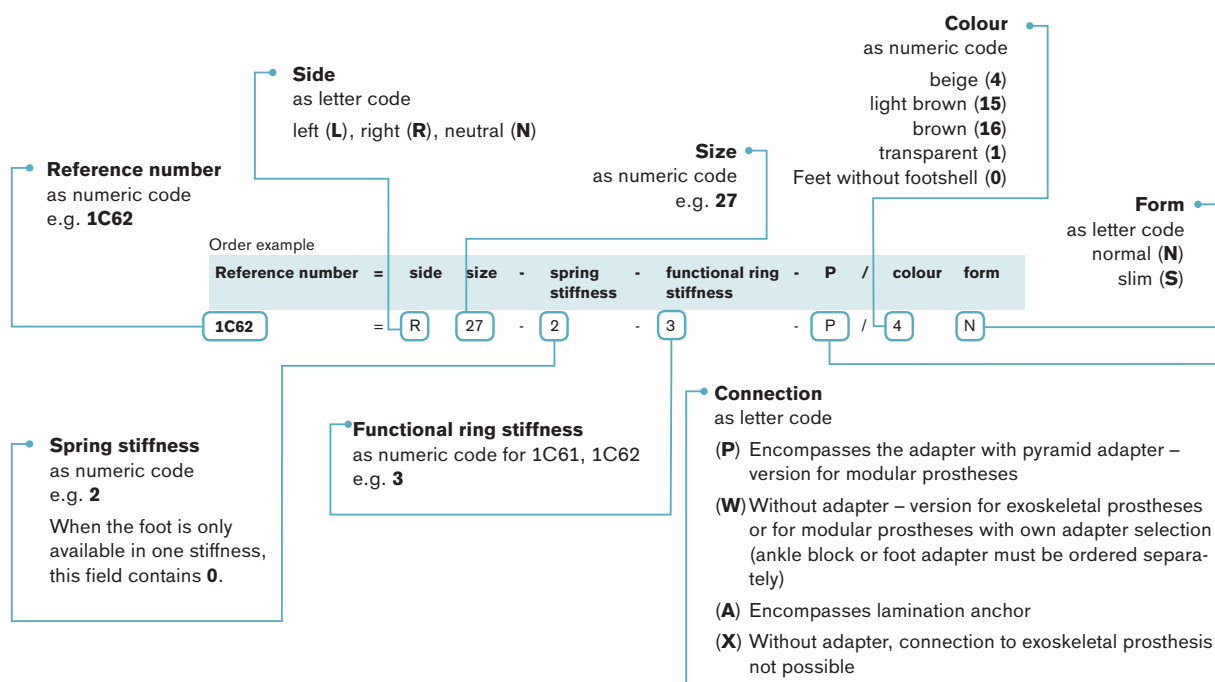 Colour
as numeric code
beige (4)
light brown (15)
brown (16)
transparent (1)
Feet without footshell (0)
Side
as letter code
left (L), right (R), neutral (N)
Size
as numeric code
e.g. 27
Reference number
as numeric code
e.g. 1C62
Form
as letter code
normal (N)
slim (S)
Order example
Reference number = side size - spring stiffness - functional ring stiffness - P / colour form
1C62 = R 27 - 2 - 3 - P / 4 N
Spring stiffness
as numeric code
e.g. 2
When the foot is only
available in one stiffness,
this field contains 0.
Functional ring stiffness
as numeric code for 1C61, 1C62
e.g. 3
Connection
as letter code
(P) Encompasses the adapter with pyramid adapter –
version for modular prostheses
(W) Without adapter – version for exoskeletal prostheses
or for modular prostheses with own adapter selection
(ankle block or foot adapter must be ordered separa-
tely)
(A) Encompasses lamination anchor
(X) Without adapter, connection to exoskeletal prosthesis
not possible